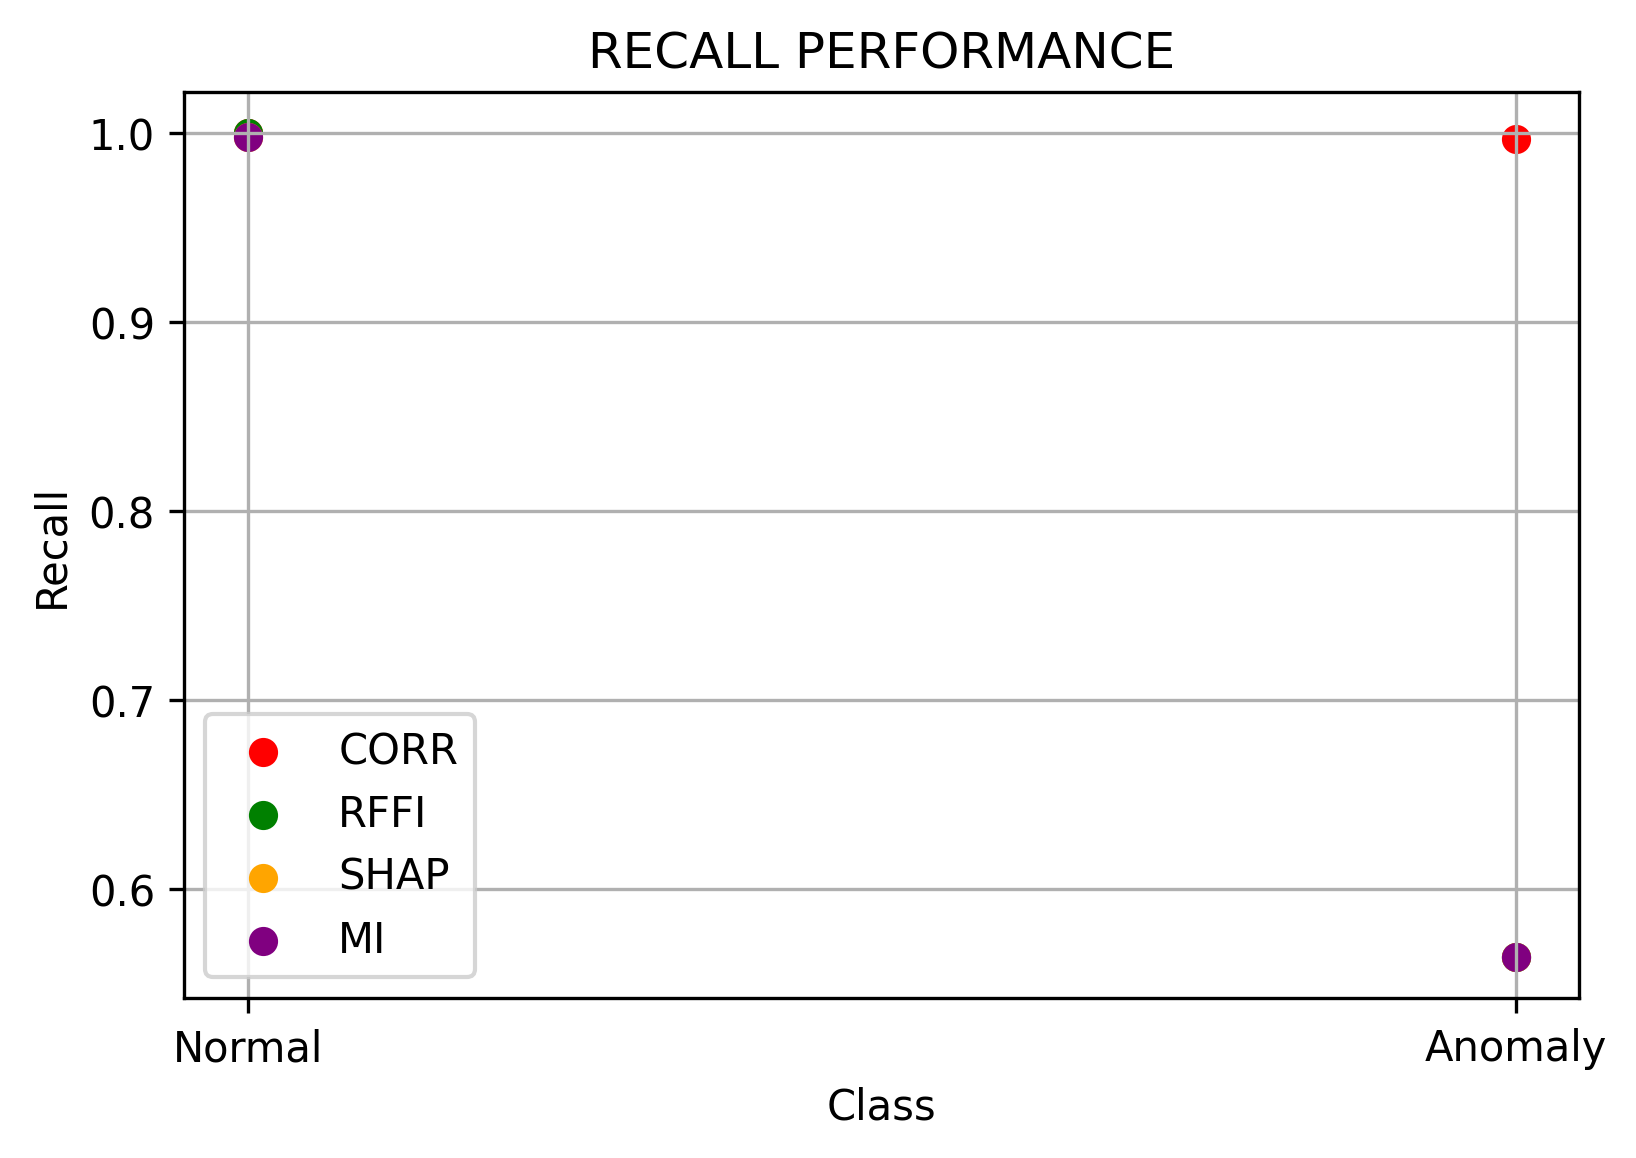 RECALL PERFORMANCE
1.0
0.9
0.8
0.7
0.6
Recall
CORR
RFFI
SHAP
MI
Normal
Anomaly
Class